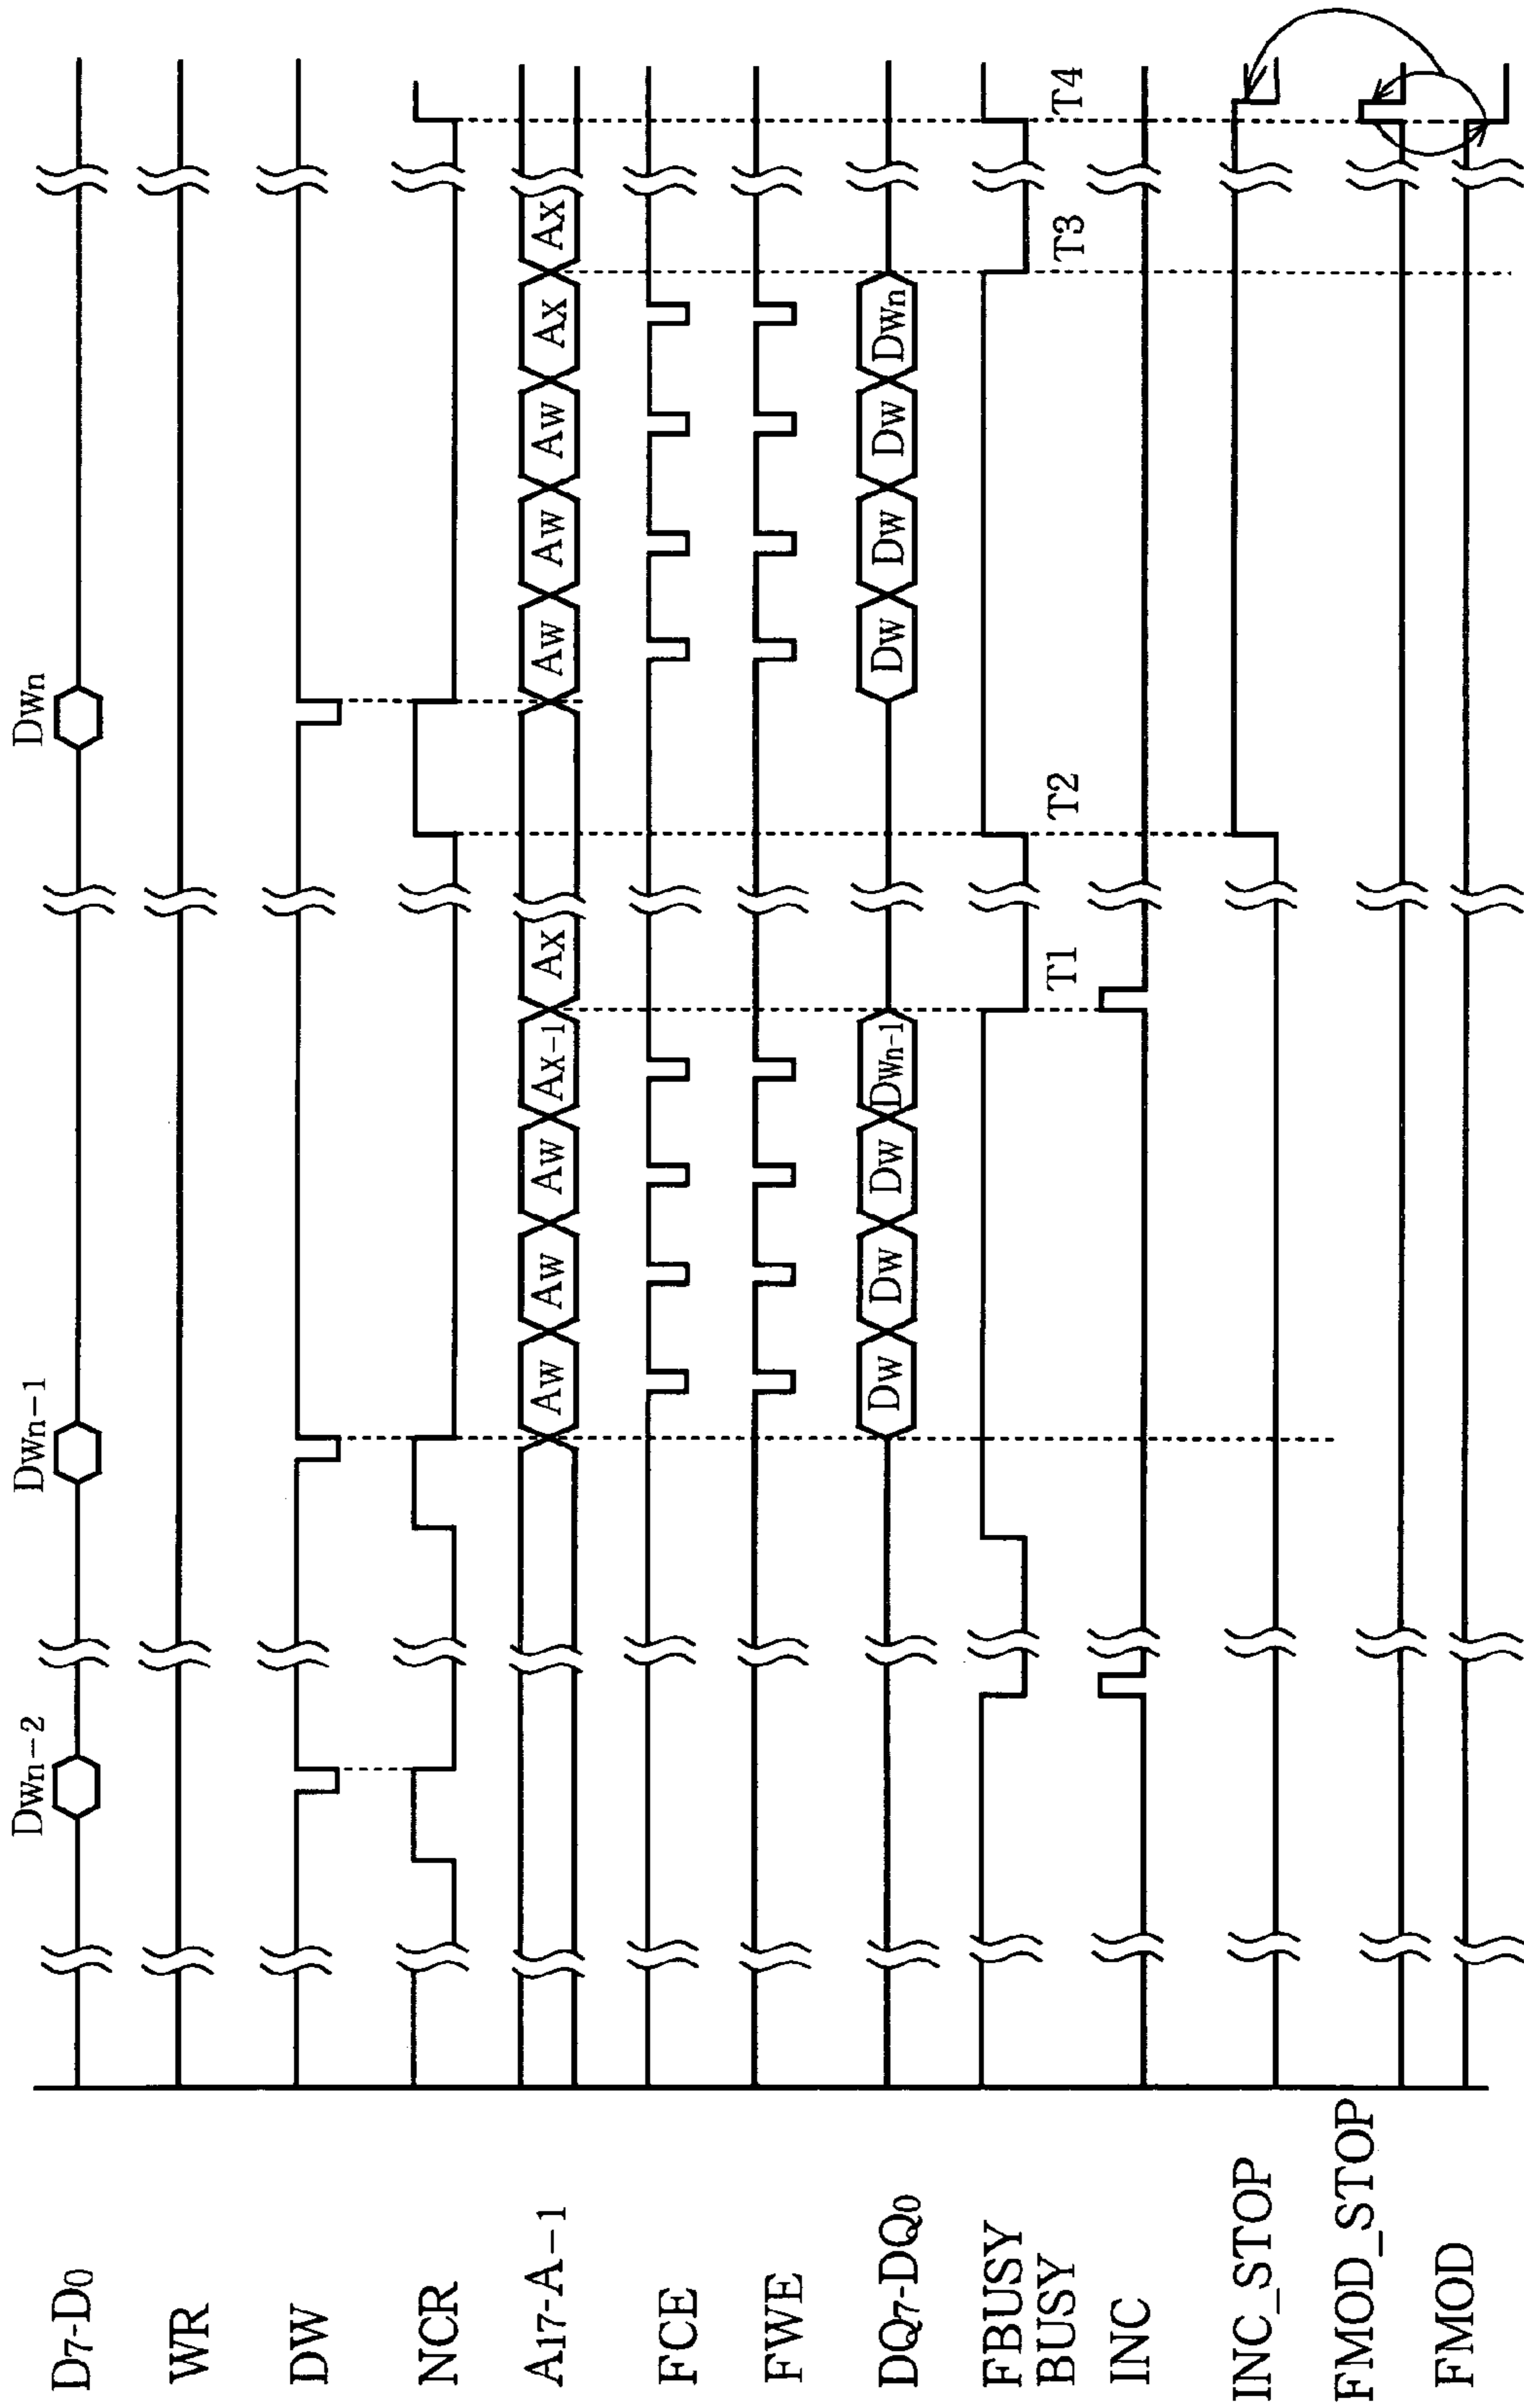 DWn-2
DWn-1
DWn
D7-D0
WR
DW
NCR
A17-A-1
AW
AW
AW
AX-1
AX
AW
AW
AW
AX
AX
FCE
FWE
DQ7-DQ0
DW
DW
DW
DWn-1
DW
DW
DW
DWn
FBUSY
BUSY
T1
T2
T3
T4
INC
INC_STOP
FMOD_STOP
FMOD